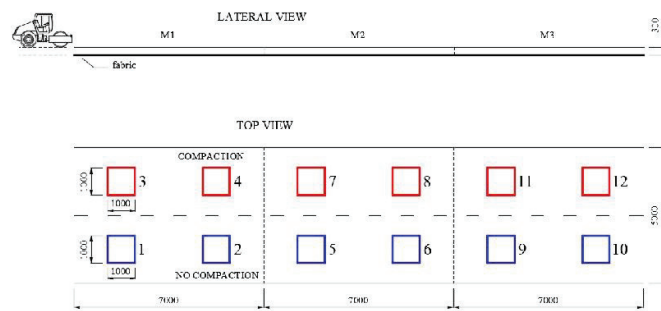 LATERAL VIEW
M1 M2 M3
300
fabric
TOP VIEW
COMPACTION
1000 3 4 7 8 11 12
1000
5000
1000 1 2 5 6 9 10
1000
NO COMPACTION
7000 7000 7000